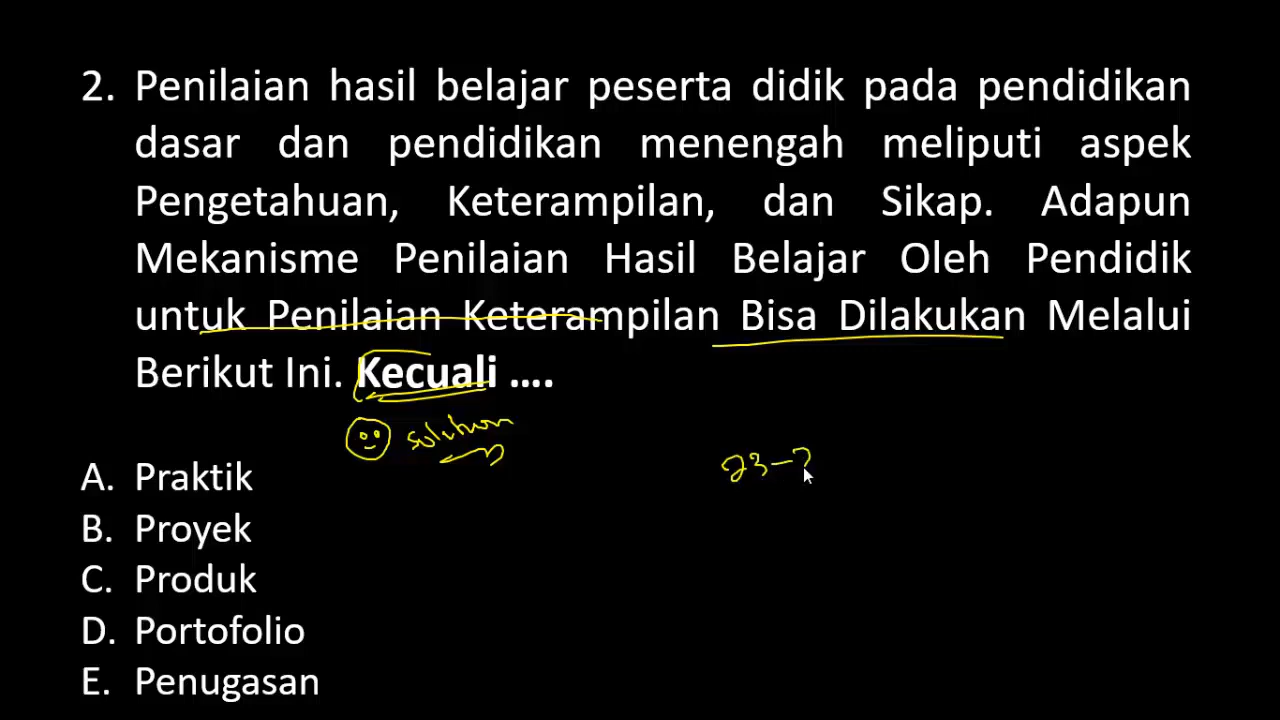 2. Penilaian hasil belajar peserta didik pada pendidikan
dasar dan pendidikan menengah meliputi aspek
Pengetahuan, Keterampilan, dan Sikap. Adapun
Mekanisme Penilaian Hasil Belajar Oleh Pendidik
untuk Penilaian Keterampilan Bisa Dilakukan Melalui
Berikut Ini. Kecuali ....
A. Praktik
23-2
B. Proyek
C. Produk
D. Portofolio
E. Penugasan